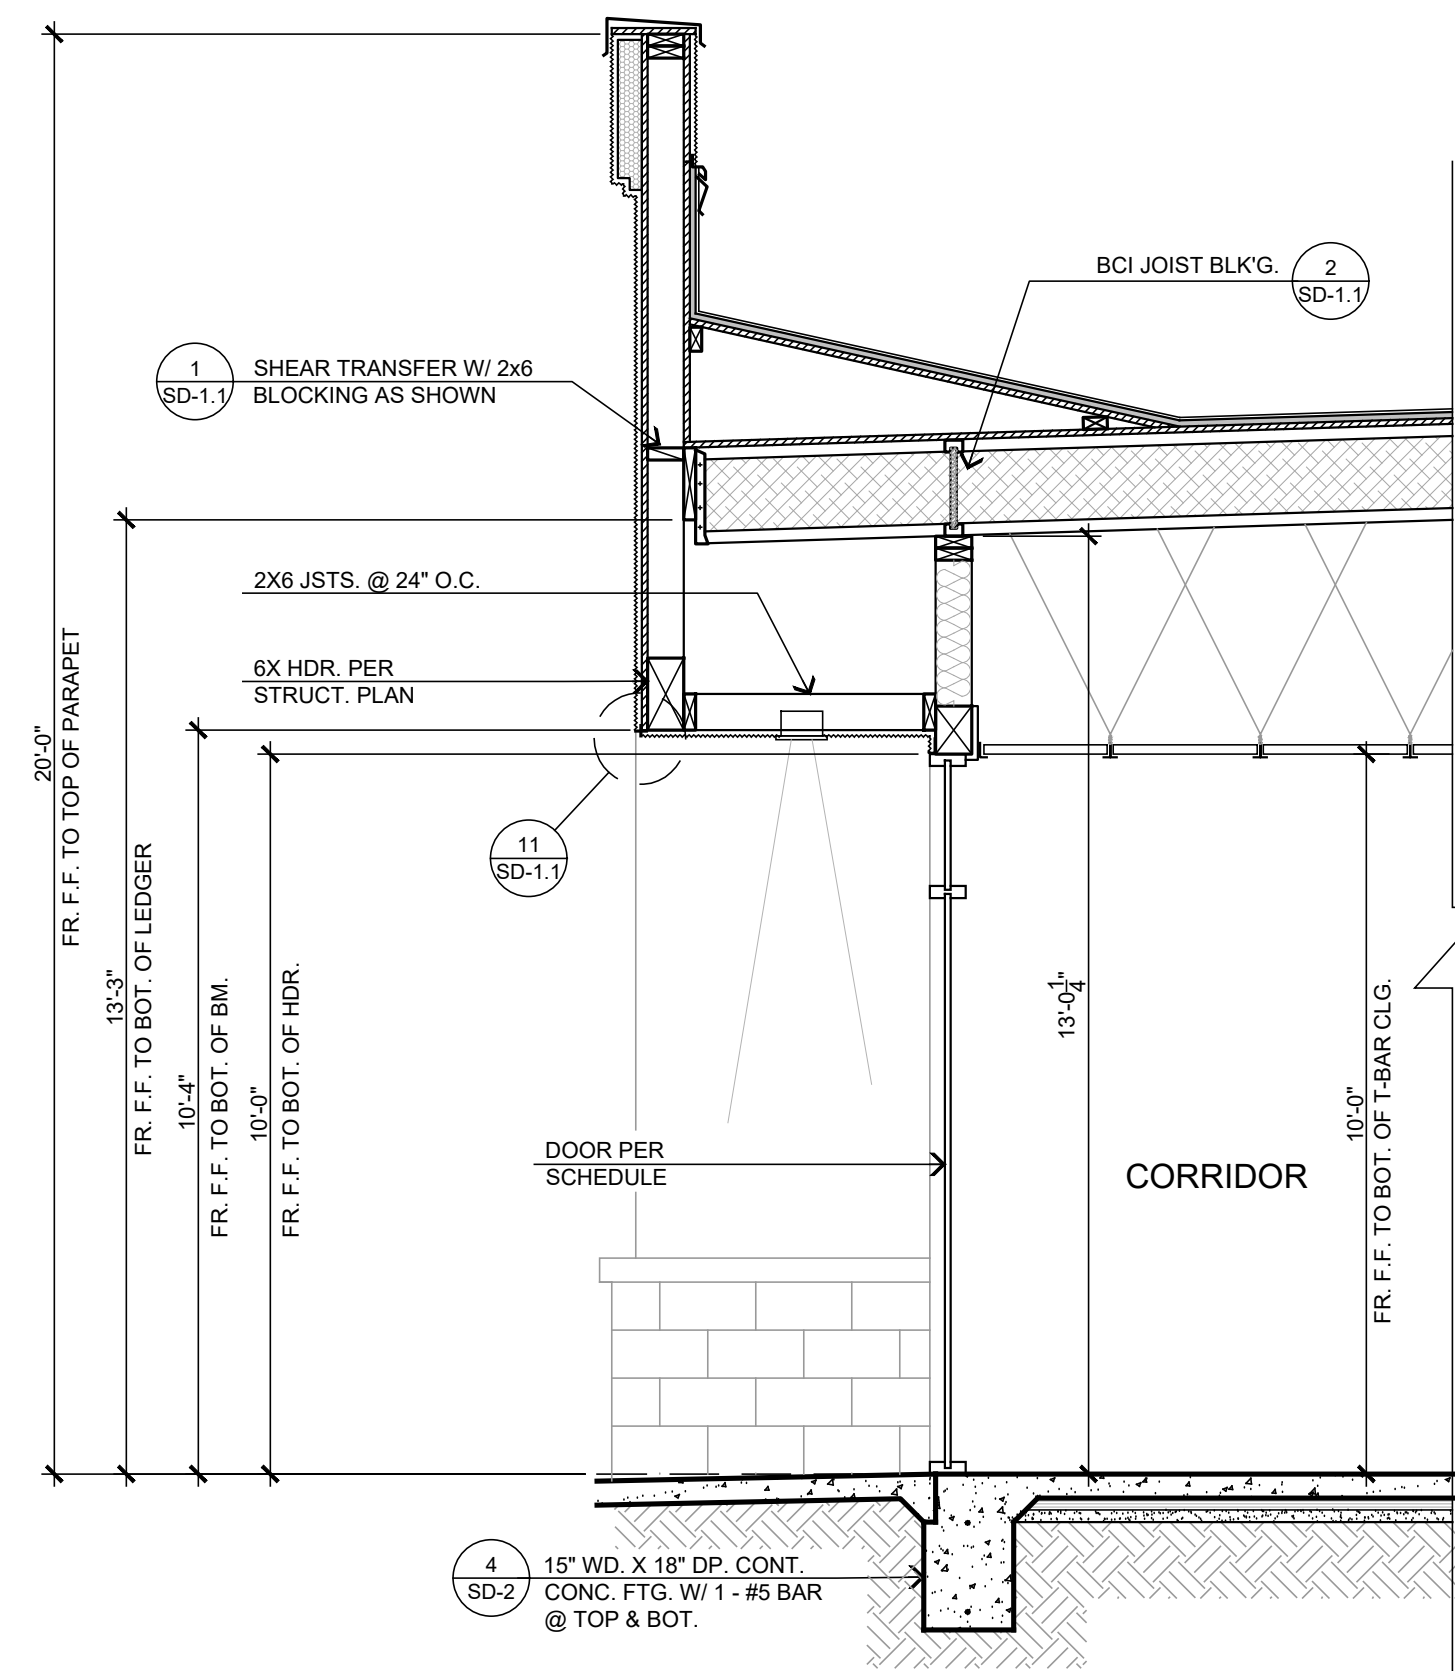 BCI JOIST BLK'G.
2
SD-1.1
1
SD-1.1
SHEAR TRANSFER W/ 2x6
BLOCKING AS SHOWN
2X6 JSTS. @ 24" O.C.
6X HDR. PER
STRUCT. PLAN
20'-0"
FR. F.F. TO TOP OF PARAPET
13'-3"
FR. F.F. TO BOT. OF LEDGER
10'-4"
FR. F.F. TO BOT. OF BM.
10'-0"
FR. F.F. TO BOT. OF HDR.
11
SD-1.1
13'-0 1/4"
10'-0"
FR. F.F. TO BOT. OF T-BAR CLG.
DOOR PER
SCHEDULE
CORRIDOR
4
SD-2
15" WD. X 18" DP. CONT.
CONC. FTG. W/ 1 - #5 BAR
@ TOP & BOT.